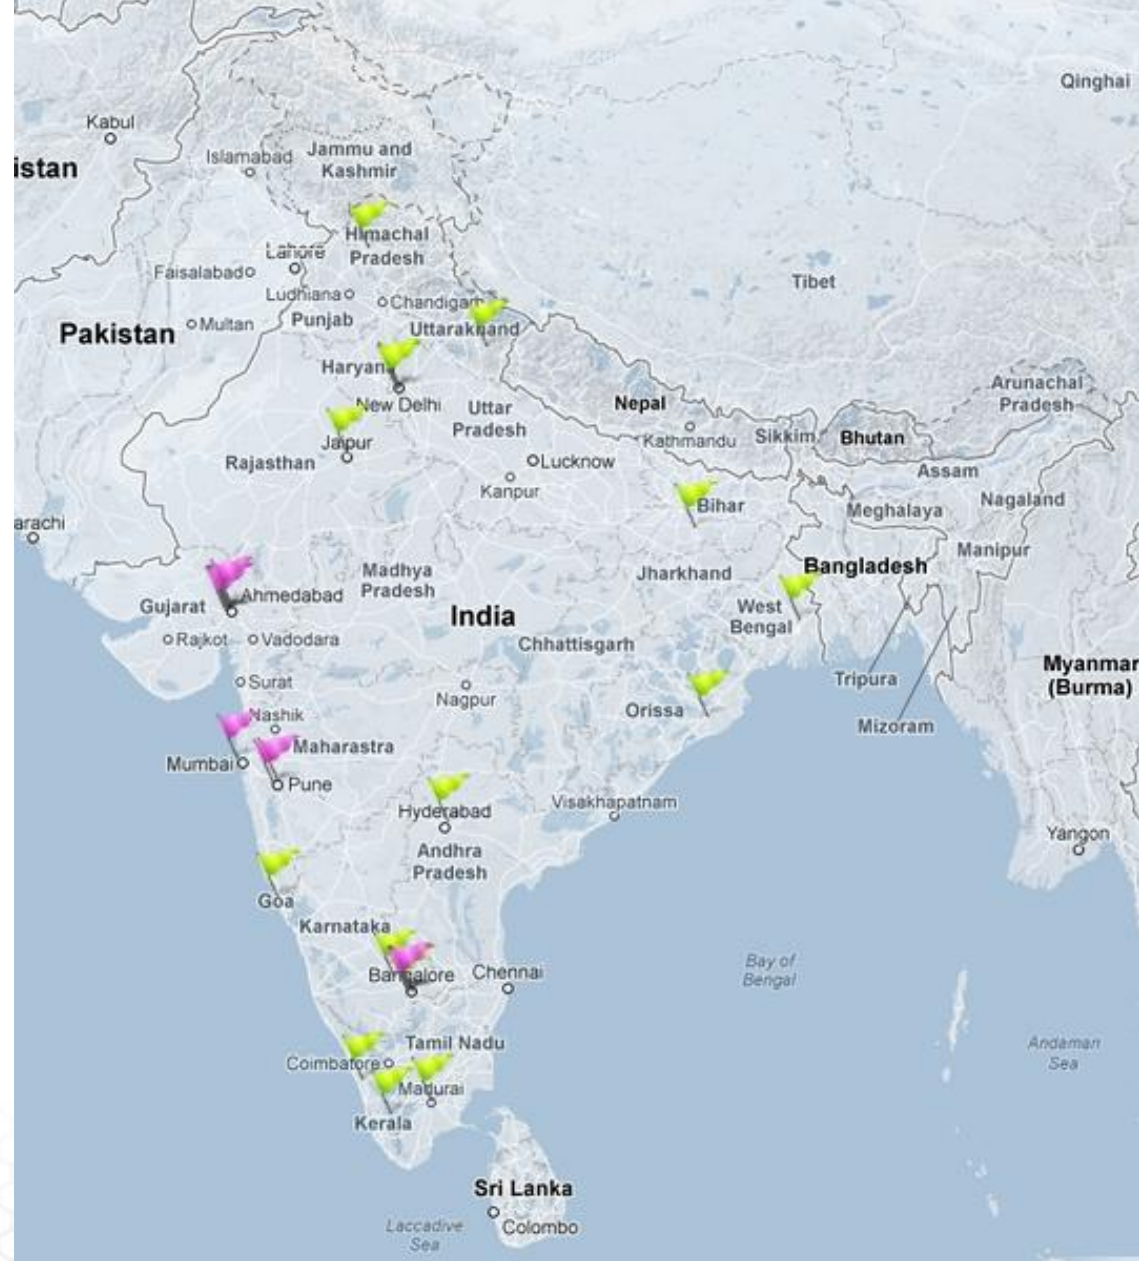 Qinghai
Kabul
Islamabad
Jammu and
Kashmir
istan
Himachal
Pradesh
Lahore
Faisalabad
Tibet
Ludhiana
Chandigarh
Punjab
Multan
Uttarakhand
Pakistan
Haryan
Arunachal
Pradesh
Nepal
New Delhi
Uttar
Pradesh
Kathmandu
Sikkim
Bhutan
Jaipur
Rajasthan
Lucknow
Assam
Kanpur
Nagaland
Bihar
Meghalaya
arachi
Manipur
Bangladesh
Madhya
Pradesh
Jharkhand
Ahmedabad
Gujarat
India
West
Bengal
Rajkot
Vadodara
Chhattisgarh
Myanmar
(Burma)
Tripura
Surat
Nagpur
Orissa
Nashik
Mizoram
Maharastra
Mumbai
Pune
Visakhapatnam
Hyderabad
Yangon
Andhra
Pradesh
Goa
Karnataka
Bangalore
Chennai
Bay of
Bengal
Tamil Nadu
Andaman
Sea
Coimbatore
Madurai
Kerala
Sri Lanka
Colombo
Laccadive
Sea